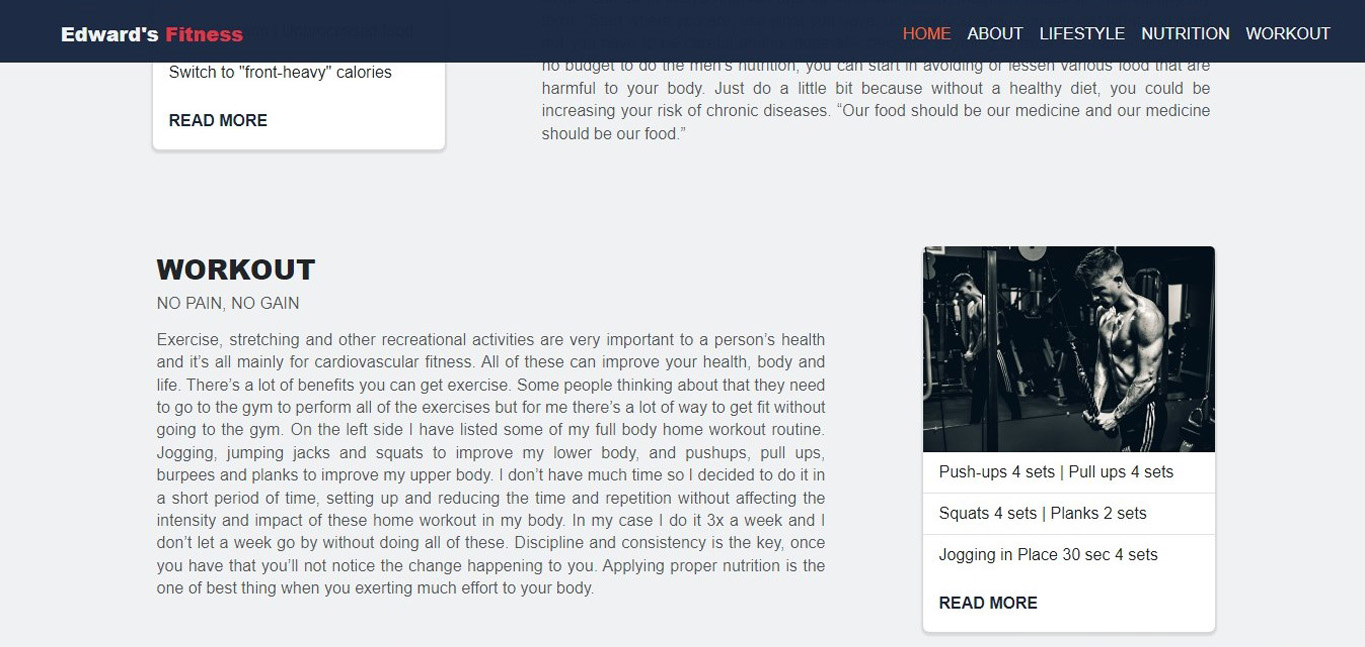 Edward's Fitness
HOME ABOUT LIFESTYLE NUTRITION WORKOUT
Switch to "front-heavy" calories
READ MORE
no budget to do the men's nutrition, you can start in avoiding or lessen various food that are
harmful to your body. Just do a little bit because without a healthy diet, you could be
increasing your risk of chronic diseases. “Our food should be our medicine and our medicine
should be our food.”
WORKOUT
NO PAIN, NO GAIN
Exercise, stretching and other recreational activities are very important to a person’s health
and it’s all mainly for cardiovascular fitness. All of these can improve your health, body and
life. There’s a lot of benefits you can get exercise. Some people thinking about that they need
to go to the gym to perform all of the exercises but for me there’s a lot of way to get fit without
going to the gym. On the left side I have listed some of my full body home workout routine.
Jogging, jumping jacks and squats to improve my lower body, and pushups, pull ups,
burpees and planks to improve my upper body. I don’t have much time so I decided to do it in
a short period of time, setting up and reducing the time and repetition without affecting the
intensity and impact of these home workout in my body. In my case I do it 3x a week and I
don’t let a week go by without doing all of these. Discipline and consistency is the key, once
you have that you’ll not notice the change happening to you. Applying proper nutrition is the
one of best thing when you exerting much effort to your body.
Push-ups 4 sets | Pull ups 4 sets
Squats 4 sets | Planks 2 sets
Jogging in Place 30 sec 4 sets
READ MORE